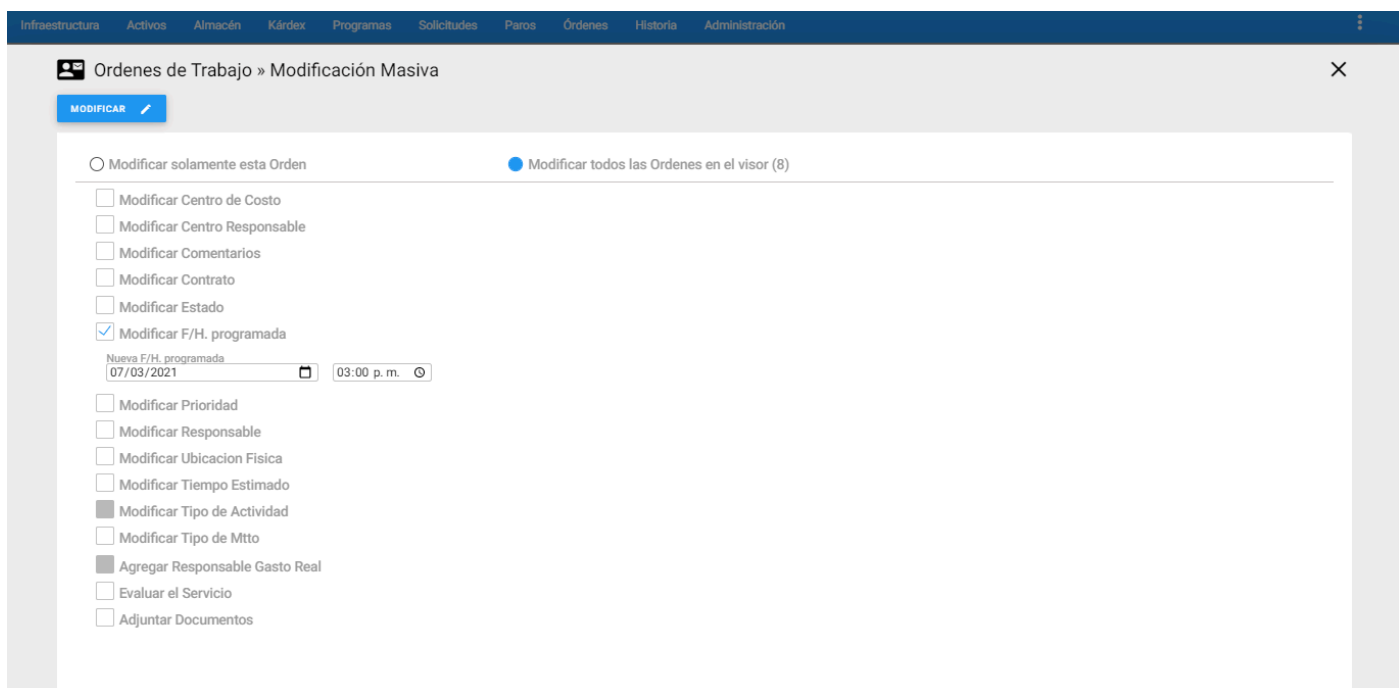 Infraestructura Activos Almacén Kárdex Programas Solicitudes Paros Órdenes Historia Administración
Ordenes de Trabajo » Modificación Masiva
MODIFICAR
Modificar solamente esta Orden Modificar todos las Ordenes en el visor (8)
Modificar Centro de Costo
Modificar Centro Responsable
Modificar Comentarios
Modificar Contrato
Modificar Estado
Modificar F/H. programada
Nueva F/H. programada
07/03/2021 03:00 p. m.
Modificar Prioridad
Modificar Responsable
Modificar Ubicacion Fisica
Modificar Tiempo Estimado
Modificar Tipo de Actividad
Modificar Tipo de Mtto
Agregar Responsable Gasto Real
Evaluar el Servicio
Adjuntar Documentos